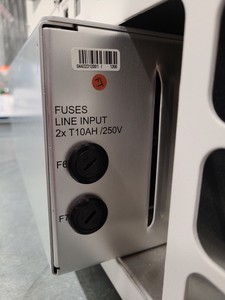 FUSES
LINE INPUT
2x T10AH /250V
F6
F7